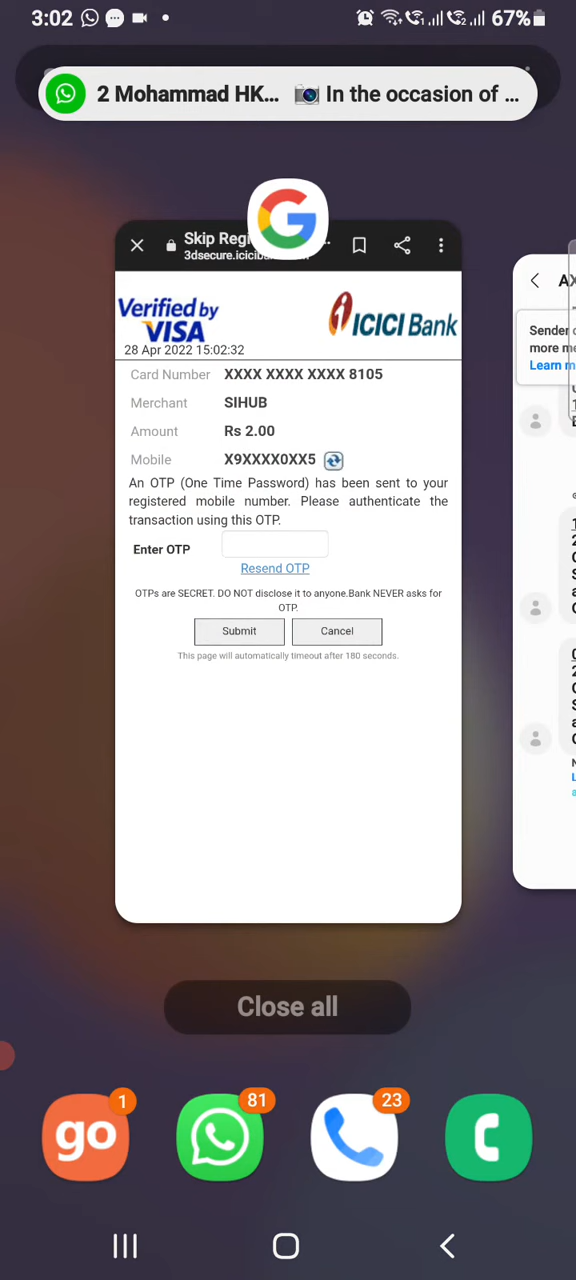 3:02 67%
2 Mohammad HK... In the occasion of ...
Skip Regi
3dsecure.icicib
Verified by
VISA
ICICI Bank
28 Apr 2022 15:02:32
Card Number XXXX XXXX XXXX 8105
Merchant SIHUB
Amount Rs 2.00
Mobile X9XXXX0XX5
An OTP (One Time Password) has been sent to your
registered mobile number. Please authenticate the
transaction using this OTP.
Enter OTP
Resend OTP
OTPs are SECRET. DO NOT disclose it to anyone.Bank NEVER asks for
OTP.
Submit Cancel
This page will automatically timeout after 180 seconds.
AX
Sender
more me
Learn m
Close all
go 1 81 23